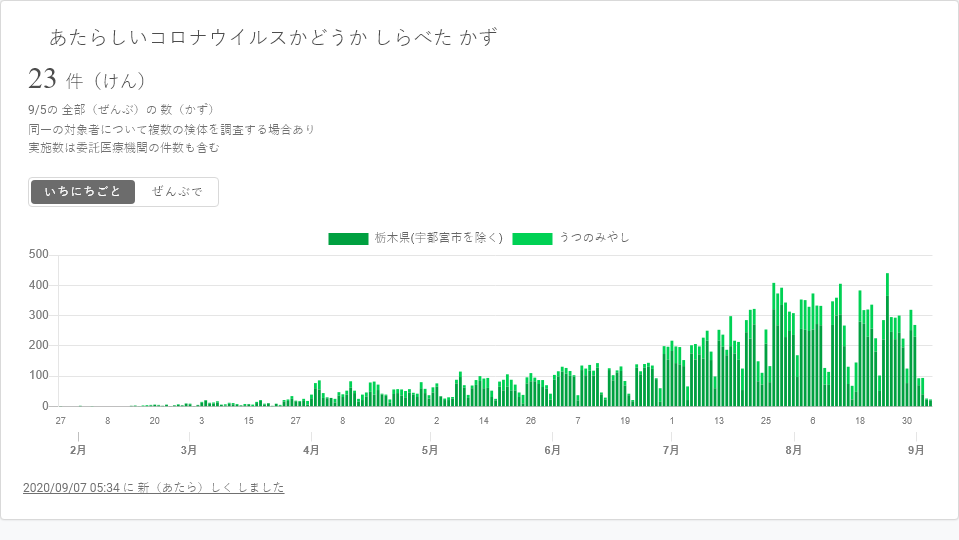 あたらしいコロナウイルスかどうか しらべた かず
23 件（けん）
9/5の 全部（ぜんぶ）の 数（かず）
同一の対象者について複数の検体を調査する場合あり
実施数は委託医療機関の件数も含む
いちにちごと ぜんぶで
栃木県(宇都宮市を除く) うつのみやし
500
400
300
200
100
0
27 8 20 3 15 27 8 20 2 14 26 7 19 1 13 25 6 18 30
2月 3月 4月 5月 6月 7月 8月 9月
2020/09/07 05:34 に 新（あたら）しく しました